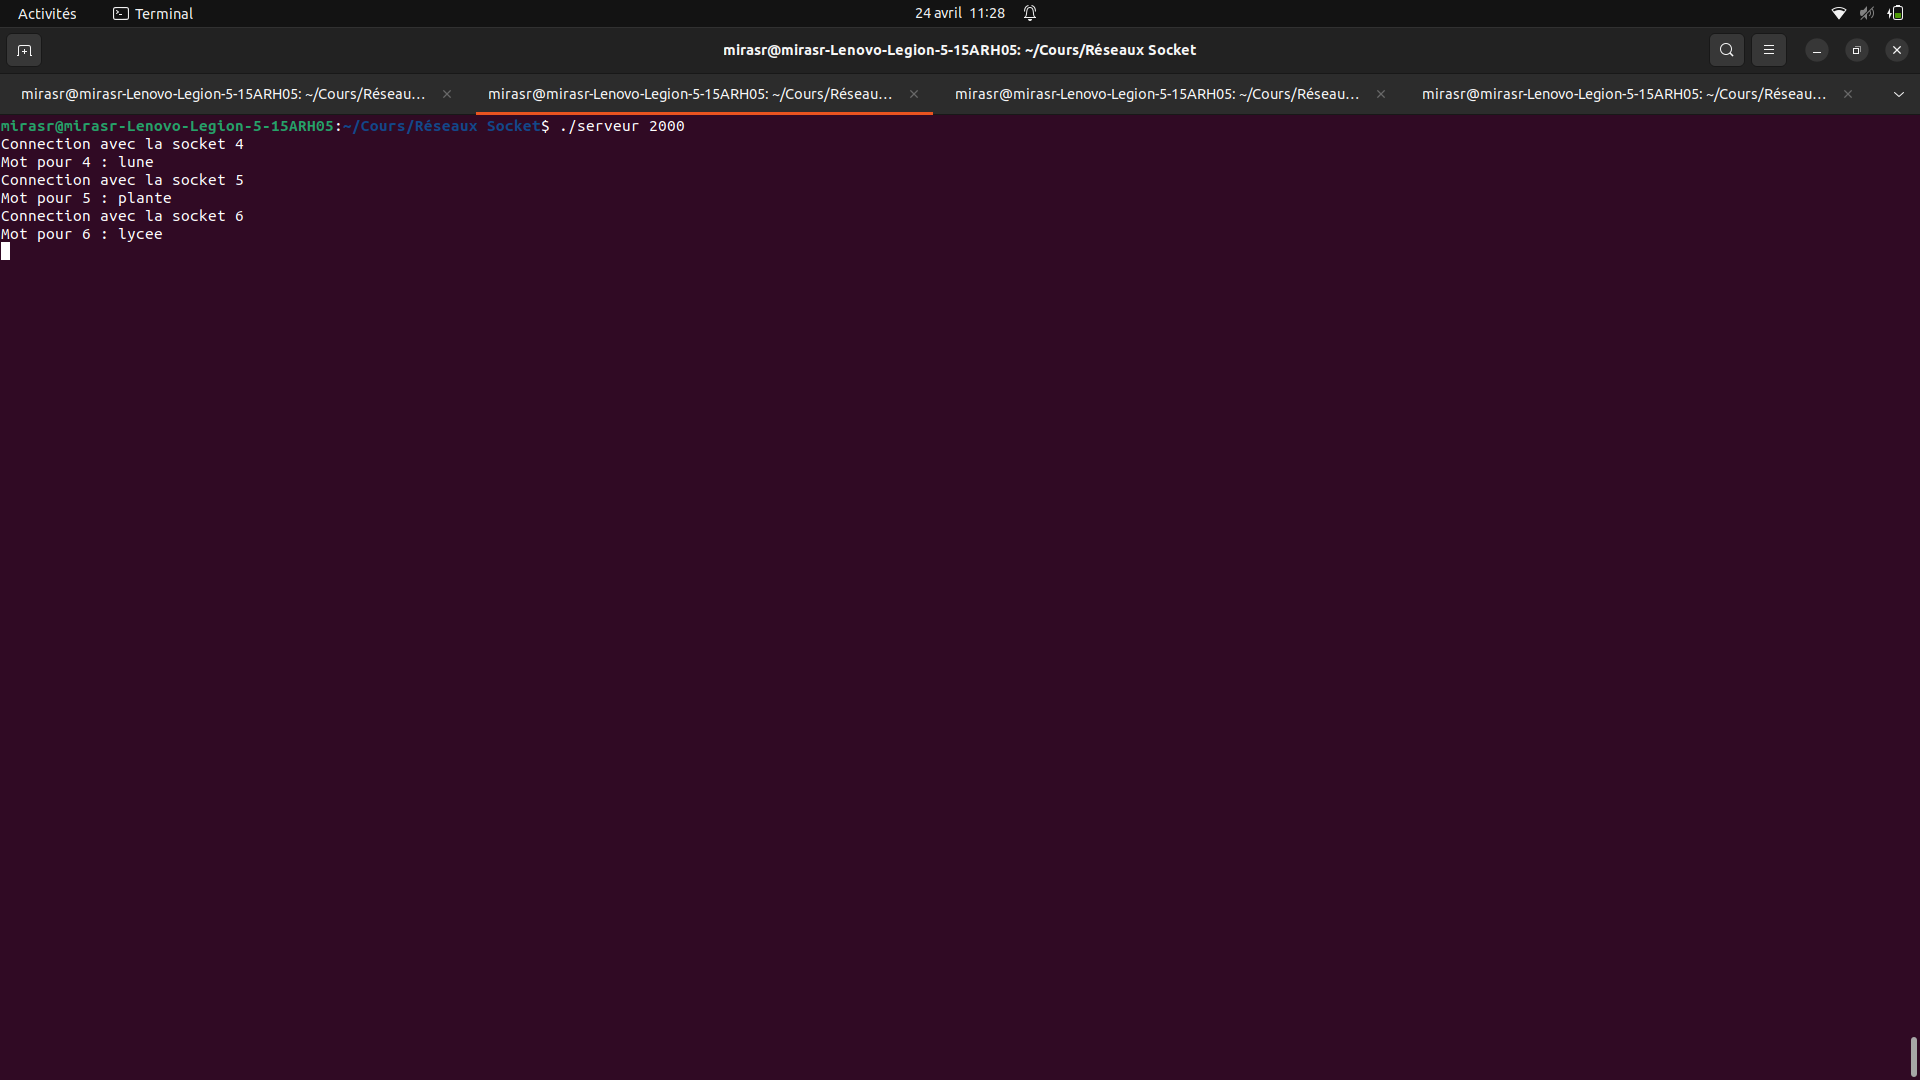 Activités Terminal 24 avril 11:28
mirasr@mirasr-Lenovo-Legion-5-15ARH05: ~/Cours/Réseaux Socket
mirasr@mirasr-Lenovo-Legion-5-15ARH05: ~/Cours/Réseau... mirasr@mirasr-Lenovo-Legion-5-15ARH05: ~/Cours/Réseau... mirasr@mirasr-Lenovo-Legion-5-15ARH05: ~/Cours/Réseau... mirasr@mirasr-Lenovo-Legion-5-15ARH05: ~/Cours/Réseau...
mirasr@mirasr-Lenovo-Legion-5-15ARH05:~/Cours/Réseaux Socket$ ./serveur 2000
Connection avec la socket 4
Mot pour 4 : lune
Connection avec la socket 5
Mot pour 5 : plante
Connection avec la socket 6
Mot pour 6 : lycee